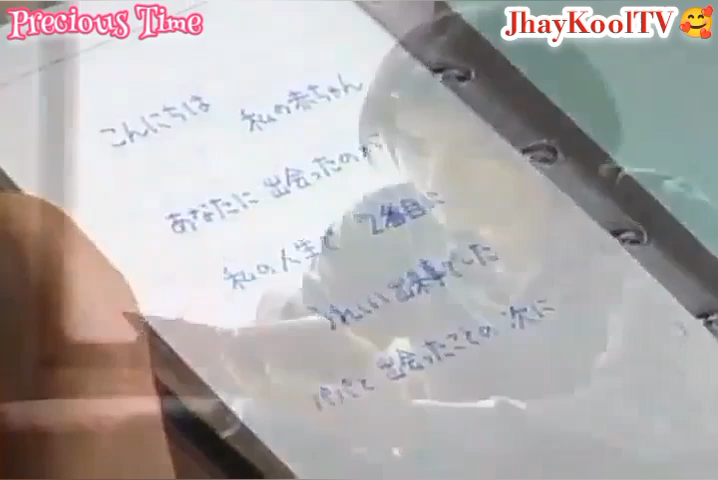 Precious Time
JhayKoolTV🥰
こんにちは 私の赤ちゃん
あなたに 出会ったのが
私の人生で 2番目に
うれしい出来事でした
パパと 出会ったことの 次に